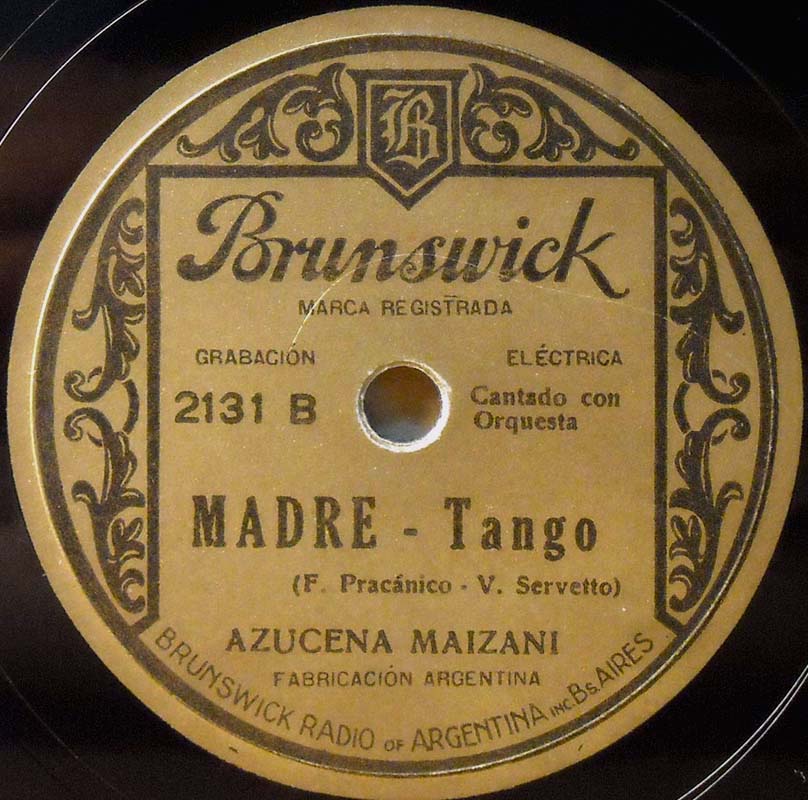 B
Brunswick
MARCA REGISTRADA
GRABACIÓN ELÉCTRICA
2131 B
Cantado con
Orquesta
MADRE - Tango
(F. Pracánico - V. Servetto)
AZUCENA MAIZANI
FABRICACIÓN ARGENTINA
BRUNSWICK RADIO OF ARGENTINA INC. Bs. AIRES